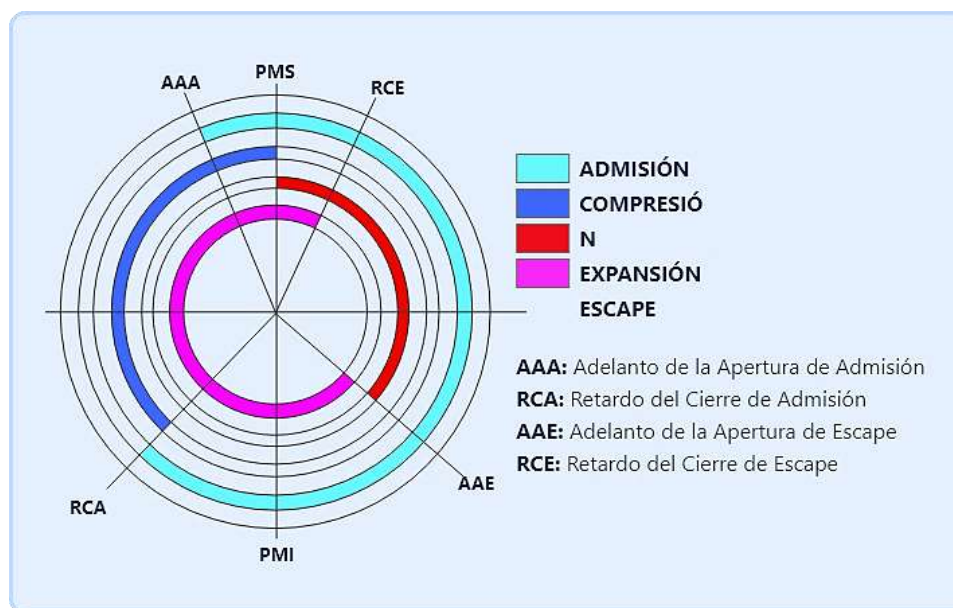 PMS
AAA
RCE
RCA
AAE
PMI
ADMISIÓN
COMPRESIÓ
N
EXPANSIÓN
ESCAPE
AAA: Adelanto de la Apertura de Admisión
RCA: Retardo del Cierre de Admisión
AAE: Adelanto de la Apertura de Escape
RCE: Retardo del Cierre de Escape